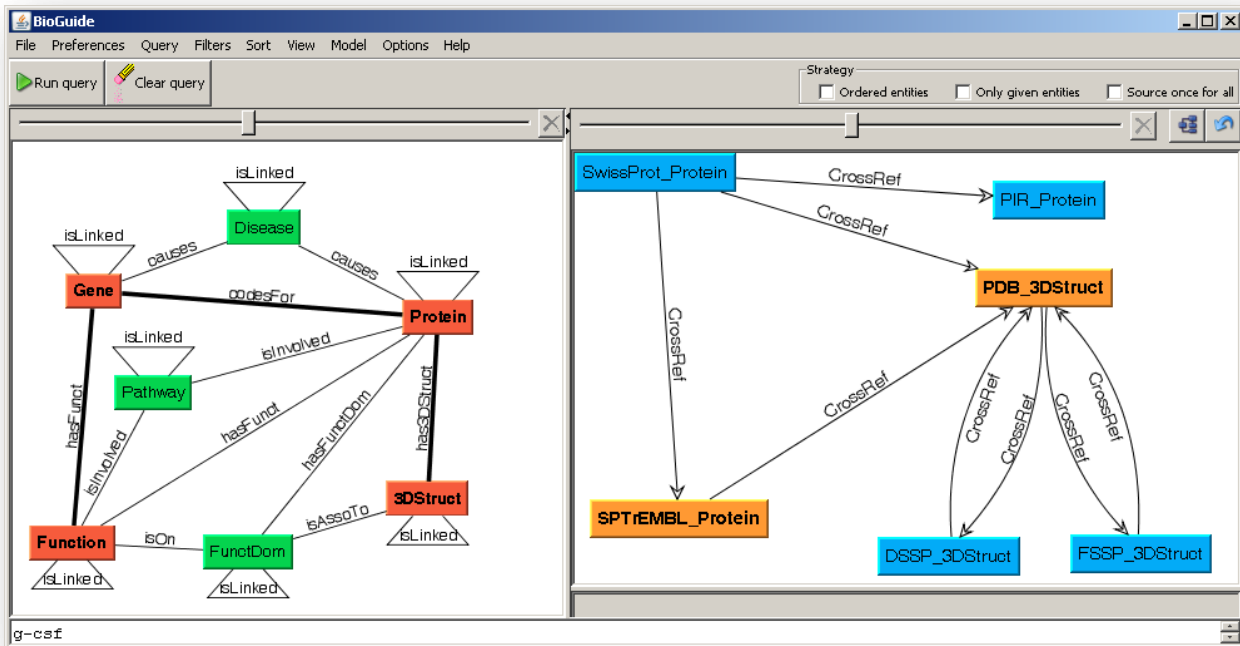 BioGuide
File Preferences Query Filters Sort View Model Options Help
Run query Clear query
Strategy
Ordered entities Only given entities Source once for all
isLinked
Disease
isLinked
causes
causes
isLinked
Gene
codesFor
Protein
isLinked
isInvolved
Pathway
hasFunct
hasFunct
hasFunctDom
has3DStruct
isInvolved
3DStruct
isAssoTo
isLinked
Function
isOn
FunctDom
isLinked
isLinked
SwissProt_Protein
CrossRef
PIR_Protein
CrossRef
PDB_3DStruct
CrossRef
CrossRef
CrossRef
CrossRef
CrossRef
CrossRef
SPTrEMBL_Protein
DSSP_3DStruct
FSSP_3DStruct
g-csf